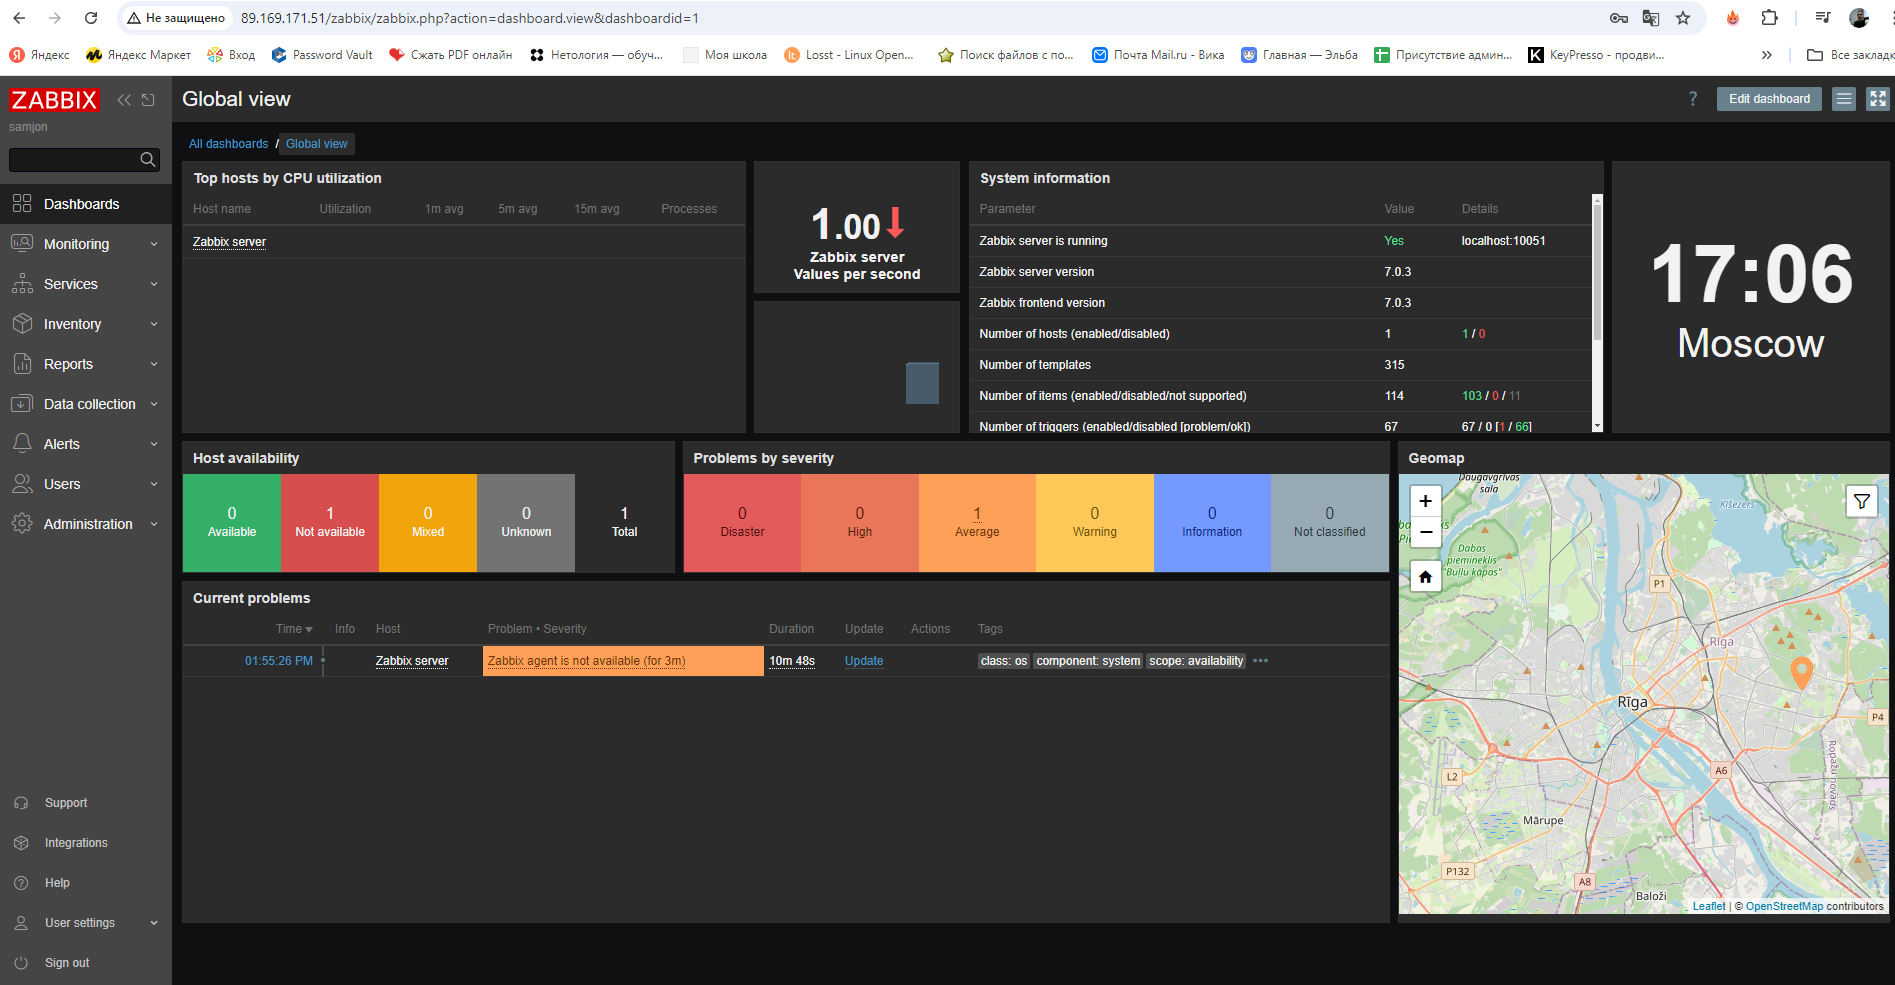 Не защищено
89.169.171.51/zabbix/zabbix.php?action=dashboard.view&dashboardid=1
Яндекс
Яндекс Маркет
Вход
Password Vault
Сжать PDF онлайн
Нетология — обуч...
Моя школа
Losst - Linux Open...
Поиск файлов с по...
Почта Mail.ru - Вика
Главная — Эльба
Присутствие админ...
KeyPresso - продви...
Все заклад
ZABBIX
samjon
Dashboards
Monitoring
Services
Inventory
Reports
Data collection
Alerts
Users
Administration
Support
Integrations
Help
User settings
Sign out
Global view
? Edit dashboard
All dashboards / Global view
Top hosts by CPU utilization
Host name Utilization 1m avg 5m avg 15m avg Processes
Zabbix server
1.00
Zabbix server
Values per second
System information
Parameter Value Details
Zabbix server is running Yes localhost:10051
Zabbix server version 7.0.3
Zabbix frontend version 7.0.3
Number of hosts (enabled/disabled) 1 1 / 0
Number of templates 315
Number of items (enabled/disabled/not supported) 114 103 / 0 / 11
Number of triggers (enabled/disabled [problem/ok]) 67 67 / 0 [1 / 66]
17:06
Moscow
Host availability
0 Available
1 Not available
0 Mixed
0 Unknown
1 Total
Problems by severity
0 Disaster
0 High
1 Average
0 Warning
0 Information
0 Not classified
Geomap
+
−
Daugavgrīvas
sala
Ķīšezers
Dabas
piemineklis
"Buļļu kāpas"
P1
Rīga
Rīga
P4
Ropažu novads
A6
L2
Mārupe
P132
A8
Baloži
Leaflet | © OpenStreetMap contributors
Current problems
Time Info Host Problem • Severity Duration Update Actions Tags
01:55:26 PM Zabbix server Zabbix agent is not available (for 3m) 10m 48s Update class: os component: system scope: availability •••